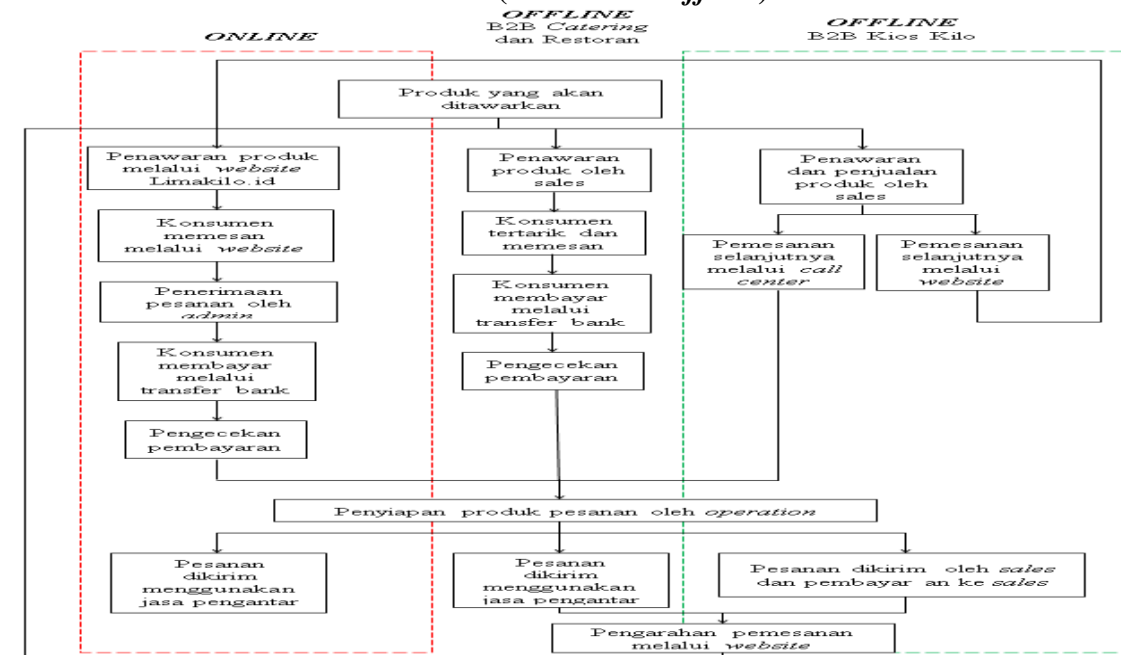 OFFLINE
B2B Catering
dan Restoran
ONLINE
OFFLINE
B2B Kios Kilo
Produk yang akan
ditawarkan
Penawaran produk
melalui website
Limakilo.id
Konsumen
memesan
melalui website
Penerimaan
pesanan oleh
admin
Konsumen
membayar
melalui
transfer bank
Pengecekan
pembayaran
Penawaran
produk oleh
sales
Konsumen
tertarik dan
memesan
Konsumen
membayar
melalui
transfer bank
Pengecekan
pembayaran
Penawaran
dan penjualan
produk oleh
sales
Pemesanan
selanjutnya
melalui call
center
Pemesanan
selanjutnya
melalui
website
Penyiapan produk pesanan oleh operation
Pesanan
dikirim
menggunakan
jasa pengantar
Pesanan
dikirim
menggunakan
jasa pengantar
Pesanan dikirim oleh sales
dan pembayar an ke sales
Pengarahan pemesanan
melalui website